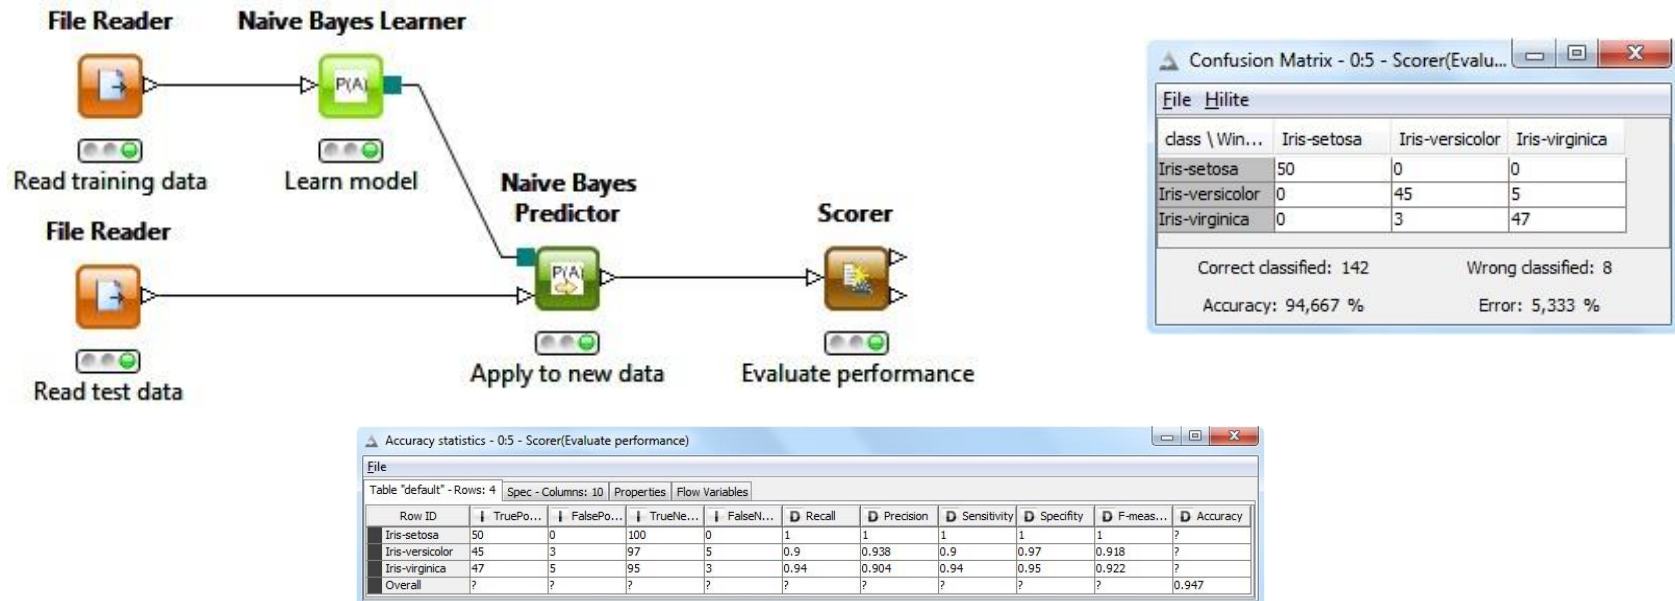 File Reader
Naive Bayes Learner
P(A)
Read training data
Learn model
File Reader
Naive Bayes
Predictor
P(A)
Scorer
Read test data
Apply to new data
Evaluate performance
Confusion Matrix - 0:5 - Scorer(Evalu...
File Hilite
class \ Win... Iris-setosa Iris-versicolor Iris-virginica
Iris-setosa 50 0 0
Iris-versicolor 0 45 5
Iris-virginica 0 3 47
Correct classified: 142 Wrong classified: 8
Accuracy: 94,667 % Error: 5,333 %
Accuracy statistics - 0:5 - Scorer(Evaluate performance)
File
Table "default" - Rows: 4 Spec - Columns: 10 Properties Flow Variables
Row ID I TruePo... I FalsePo... I TrueNe... I FalseN... D Recall D Precision D Sensitivity D Specifity D F-meas... D Accuracy
Iris-setosa 50 0 100 0 1 1 1 1 1 ?
Iris-versicolor 45 3 97 5 0.9 0.938 0.9 0.97 0.918 ?
Iris-virginica 47 5 95 3 0.94 0.904 0.94 0.95 0.922 ?
Overall ? ? ? ? ? ? ? ? ? 0.947